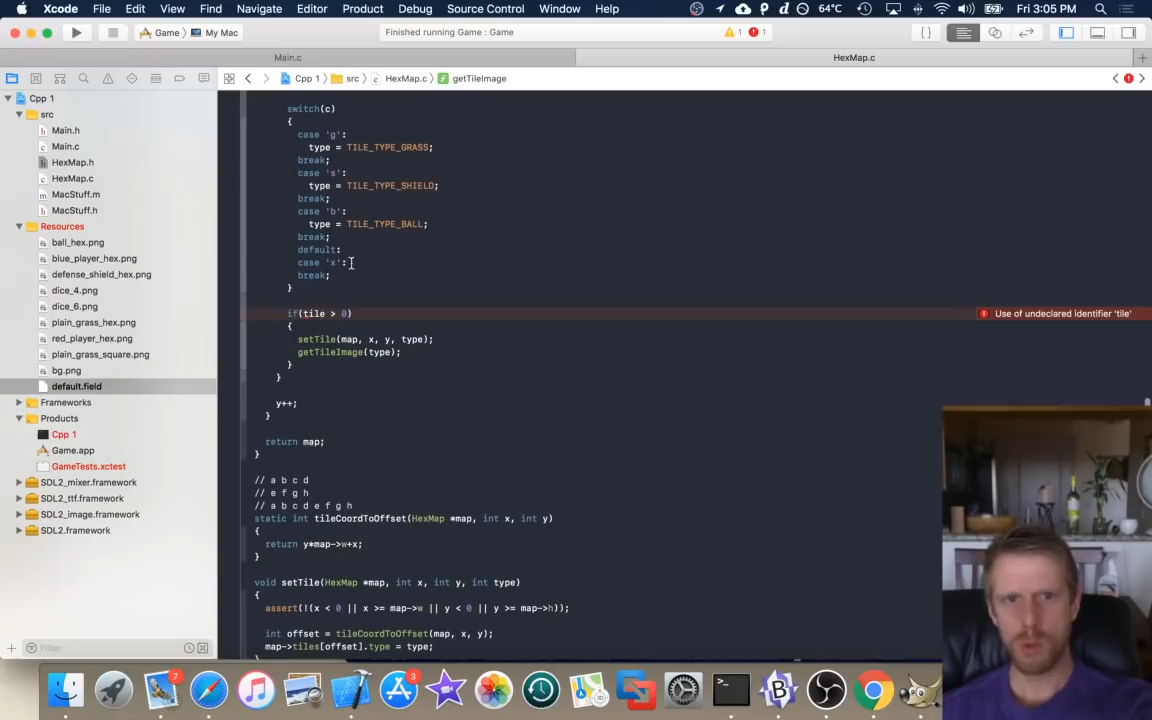 Xcode File Edit View Find Navigate Editor Product Debug Source Control Window Help 64°C Fri 3:05 PM
Game My Mac Finished running Game : Game 1 1
Main.c HexMap.c
Cpp 1 src HexMap.c getTileImage
Cpp 1
src
Main.h
Main.c
HexMap.h
HexMap.c
MacStuff.m
MacStuff.h
Resources
ball_hex.png
blue_player_hex.png
defense_shield_hex.png
dice_4.png
dice_6.png
plain_grass_hex.png
red_player_hex.png
plain_grass_square.png
bg.png
default.field
Frameworks
Products
Cpp 1
Game.app
GameTests.xctest
SDL2_mixer.framework
SDL2_ttf.framework
SDL2_image.framework
SDL2.framework
Filter
switch(c)
{
case 'g':
type = TILE_TYPE_GRASS;
break;
case 's':
type = TILE_TYPE_SHIELD;
break;
case 'b':
type = TILE_TYPE_BALL;
break;
default:
case 'x':
break;
}
if(tile > 0) Use of undeclared identifier 'tile'
{
setTile(map, x, y, type);
getTileImage(type);
}
}
y++;
}
return map;
}
// a b c d
// e f g h
// a b c d e f g h
static int tileCoordToOffset(HexMap *map, int x, int y)
{
return y*map->w+x;
}
void setTile(HexMap *map, int x, int y, int type)
{
assert(!(x < 0 || x >= map->w || y < 0 || y >= map->h));
int offset = tileCoordToOffset(map, x, y);
map->tiles[offset].type = type;
7 3